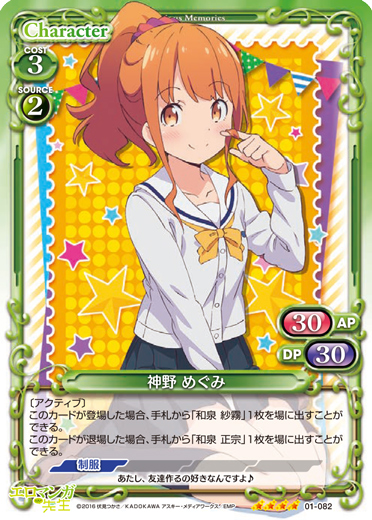 Character
COST
3
SOURCE
2
30 AP
DP 30
神野 めぐみ
[アクティブ]
このカードが登場した場合、手札から「和泉 紗霧」1枚を場に出すことが
できる。
このカードが退場した場合、手札から「和泉 正宗」1枚を場に出すことが
できる。
制服
あたし、友達作るの好きなんですよ♪
エロマンガ
先生
©2016 伏見つかさ/KADOKAWA アスキー・メディアワークス/EMP
01-082